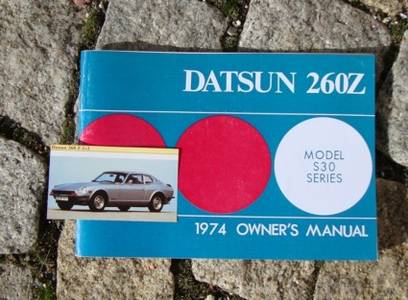 DATSUN 260Z
MODEL
S30
SERIES
1974 OWNER'S MANUAL